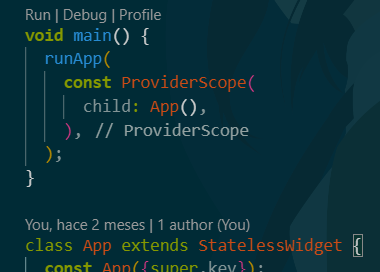 Run | Debug | Profile
void main() {
  runApp(
    const ProviderScope(
      child: App(),
    ), // ProviderScope
  );
}
You, hace 2 meses | 1 author (You)
class App extends StatelessWidget {
  const App({super.key});